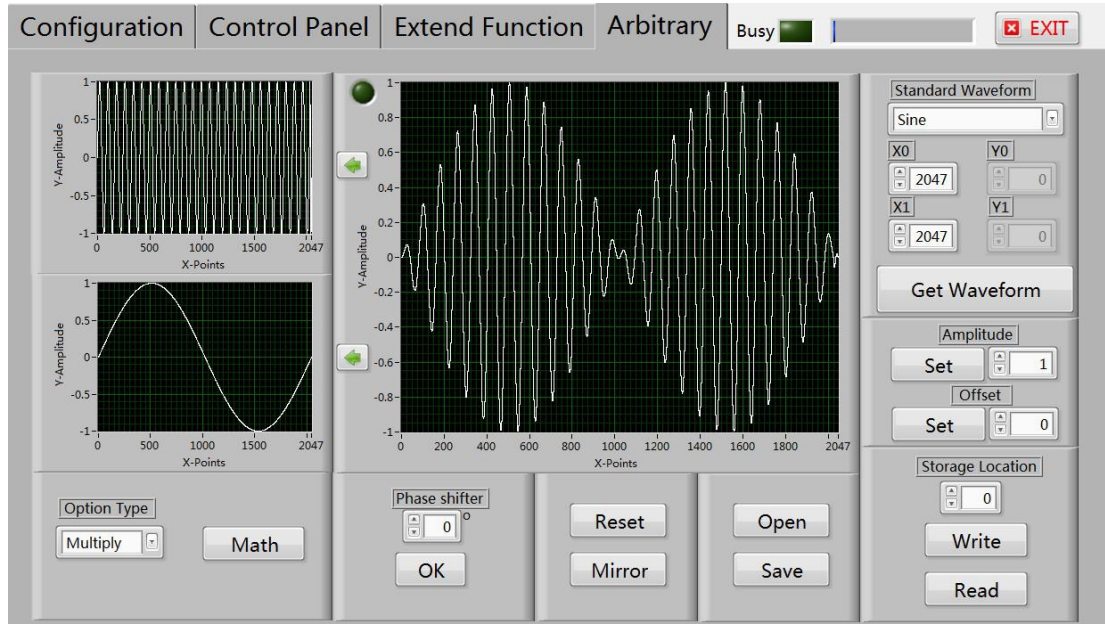 Configuration Control Panel Extend Function Arbitrary Busy EXIT
1-
0.5-
0-
-0.5-
-1-
Y-Amplitude
0 500 1000 1500 2047
X-Points
1-
0.5-
0-
-0.5-
-1-
Y-Amplitude
0 500 1000 1500 2047
X-Points
1-
0.8-
0.6-
0.4-
0.2-
0-
-0.2-
-0.4-
-0.6-
-0.8-
-1-
Y-Amplitude
0 200 400 600 800 1000 1200 1400 1600 1800 2047
X-Points
Standard Waveform
Sine
X0 Y0
2047 0
X1 Y1
2047 0
Get Waveform
Amplitude
Set 1
Offset
Set 0
Storage Location
0
Write
Read
Option Type
Multiply Math
Phase shifter
0 °
OK
Reset
Mirror
Open
Save